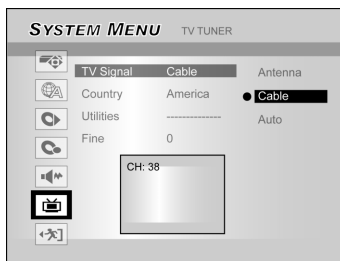 SYSTEM MENU TV TUNER
TV Signal Cable Antenna
Country America Cable
Utilities -------------- Auto
Fine 0
CH: 38